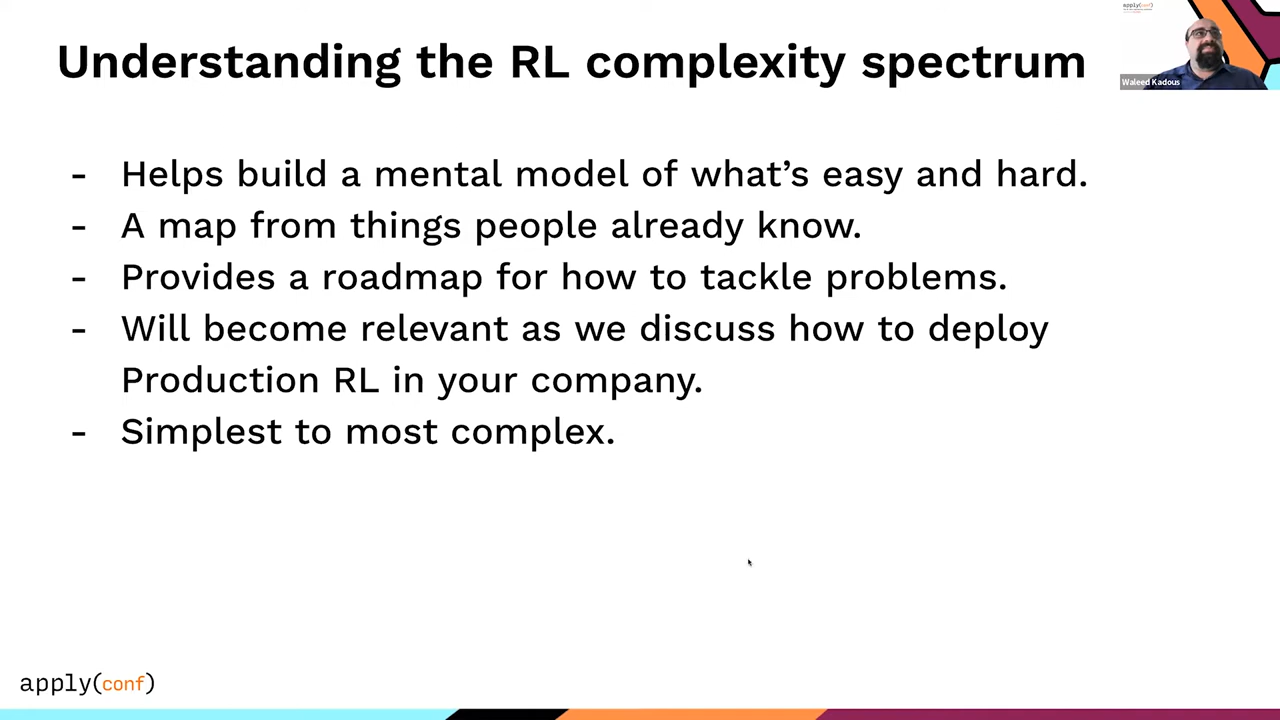 Understanding the RL complexity spectrum
apply(conf)
Waleed Kadous
- Helps build a mental model of what's easy and hard.
- A map from things people already know.
- Provides a roadmap for how to tackle problems.
- Will become relevant as we discuss how to deploy
Production RL in your company.
- Simplest to most complex.
apply(conf)